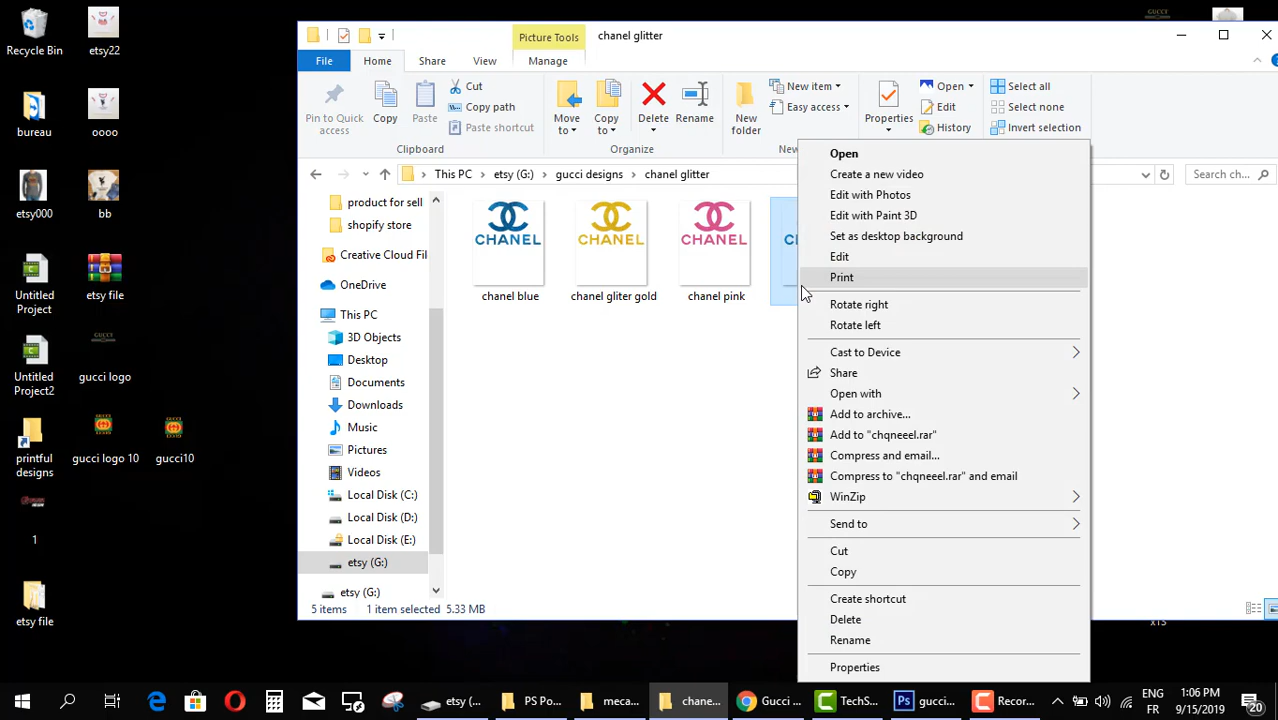 Recycle Bin
etsy22
bureau
oooo
etsy000
bb
Untitled
Project
etsy file
Untitled
Project2
gucci logo
printful
designs
gucci logo 10
gucci10
1
etsy file
GUCCI
Picture Tools
chanel glitter
File
Home
Share
View
Manage
Pin to Quick
access
Copy
Paste
Cut
Copy path
Paste shortcut
Clipboard
Move
to
Copy
to
Delete
Rename
Organize
New
folder
New item
Easy access
New
Properties
Open
Edit
History
Select all
Select none
Invert selection
This PC
etsy (G:)
gucci designs
chanel glitter
Search ch...
product for sell
shopify store
Creative Cloud Fil
OneDrive
This PC
3D Objects
Desktop
Documents
Downloads
Music
Pictures
Videos
Local Disk (C:)
Local Disk (D:)
Local Disk (E:)
etsy (G:)
etsy (G:)
CHANEL
chanel blue
CHANEL
chanel gliter gold
CHANEL
chanel pink
CH
Open
Create a new video
Edit with Photos
Edit with Paint 3D
Set as desktop background
Edit
Print
Rotate right
Rotate left
Cast to Device
Share
Open with
Add to archive...
Add to "chqneeel.rar"
Compress and email...
Compress to "chqneeel.rar" and email
WinZip
Send to
Cut
Copy
Create shortcut
Delete
Rename
Properties
5 items
1 item selected
5.33 MB
x13
etsy (...
PS Po...
meca...
chane...
Gucci ...
TechS...
Ps
gucci...
Recor...
ENG
FR
1:06 PM
9/15/2019
20